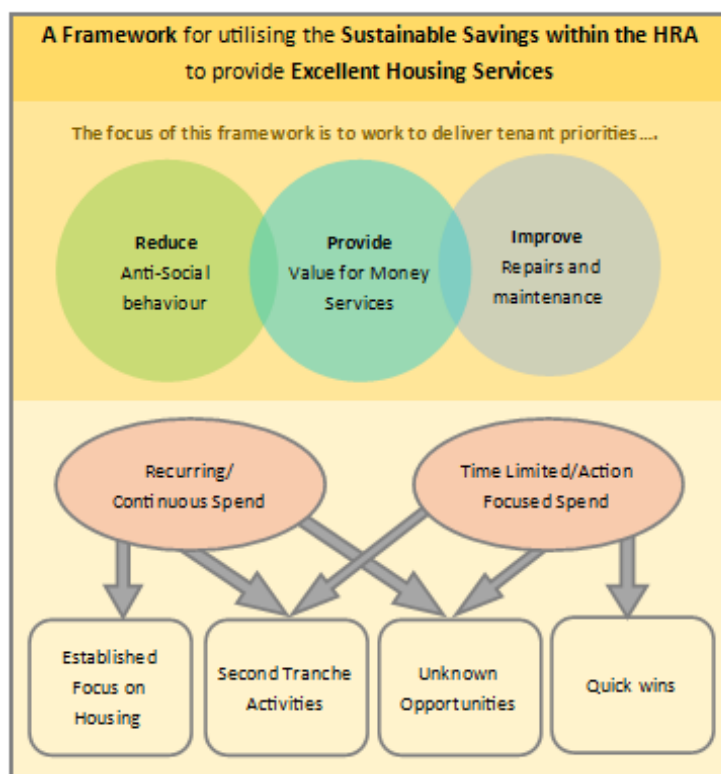 A Framework for utilising the Sustainable Savings within the HRA
to provide Excellent Housing Services
The focus of this framework is to work to deliver tenant priorities....
Reduce
Anti-Social
behaviour
Provide
Value for Money
Services
Improve
Repairs and
maintenance
Recurring/
Continuous Spend
Time Limited/Action
Focused Spend
Established
Focus on
Housing
Second Tranche
Activities
Unknown
Opportunities
Quick wins